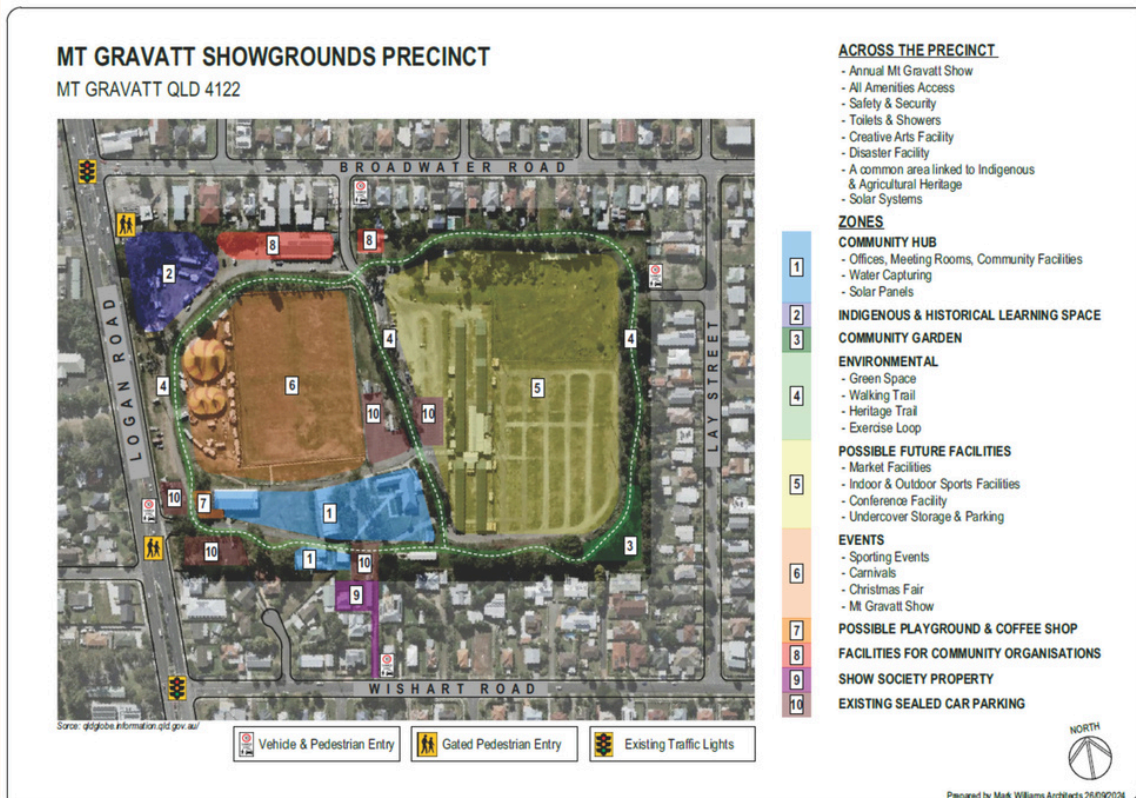 MT GRAVATT SHOWGROUNDS PRECINCT
MT GRAVATT QLD 4122
BROADWATER ROAD
8
8
2
LOGAN ROAD
4
6
4
10
10
5
4
LAY STREET
10
7
1
10
1
10
9
3
WISHART ROAD
Sorce: qldglobe.information.qld.gov.au/
Vehicle & Pedestrian Entry
Gated Pedestrian Entry
Existing Traffic Lights
ACROSS THE PRECINCT
- Annual Mt Gravatt Show
- All Amenities Access
- Safety & Security
- Toilets & Showers
- Creative Arts Facility
- Disaster Facility
- A common area linked to Indigenous
& Agricultural Heritage
- Solar Systems
ZONES
1
COMMUNITY HUB
- Offices, Meeting Rooms, Community Facilities
- Water Capturing
- Solar Panels
2
INDIGENOUS & HISTORICAL LEARNING SPACE
3
COMMUNITY GARDEN
4
ENVIRONMENTAL
- Green Space
- Walking Trail
- Heritage Trail
- Exercise Loop
5
POSSIBLE FUTURE FACILITIES
- Market Facilities
- Indoor & Outdoor Sports Facilities
- Conference Facility
- Undercover Storage & Parking
6
EVENTS
- Sporting Events
- Carnivals
- Christmas Fair
- Mt Gravatt Show
7
POSSIBLE PLAYGROUND & COFFEE SHOP
8
FACILITIES FOR COMMUNITY ORGANISATIONS
9
SHOW SOCIETY PROPERTY
10
EXISTING SEALED CAR PARKING
NORTH
Prepared by Mark Williams Architects 26/09/2024